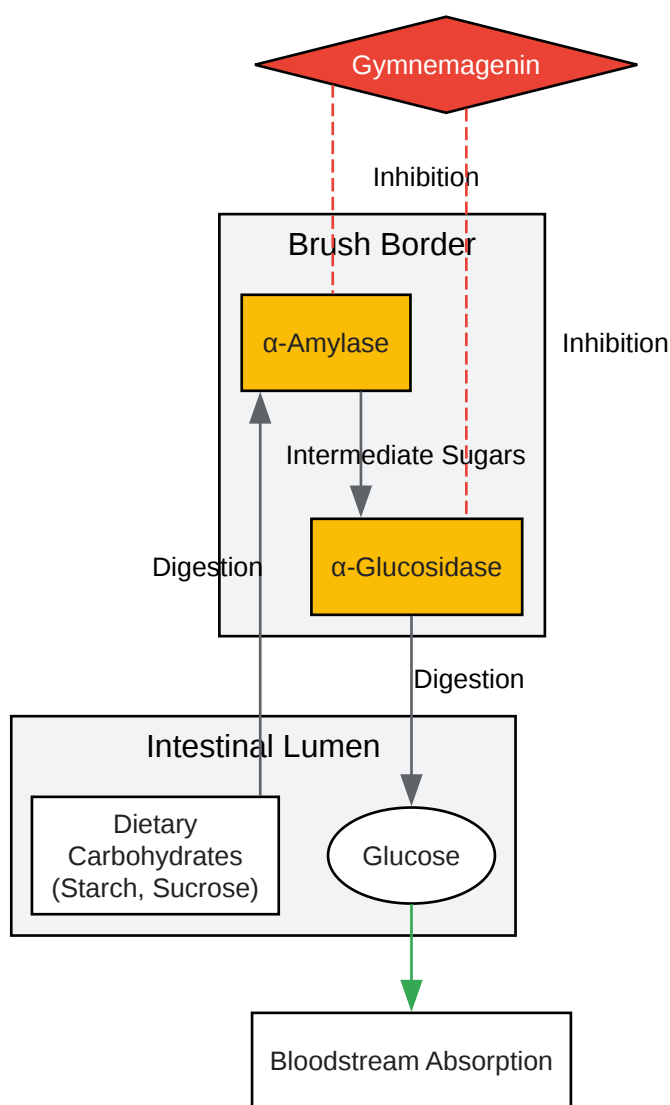 Gymnemagenin
Inhibition
Brush Border
α-Amylase
Inhibition
Intermediate Sugars
Digestion
α-Glucosidase
Digestion
Intestinal Lumen
Dietary
Carbohydrates
(Starch, Sucrose)
Glucose
Bloodstream Absorption